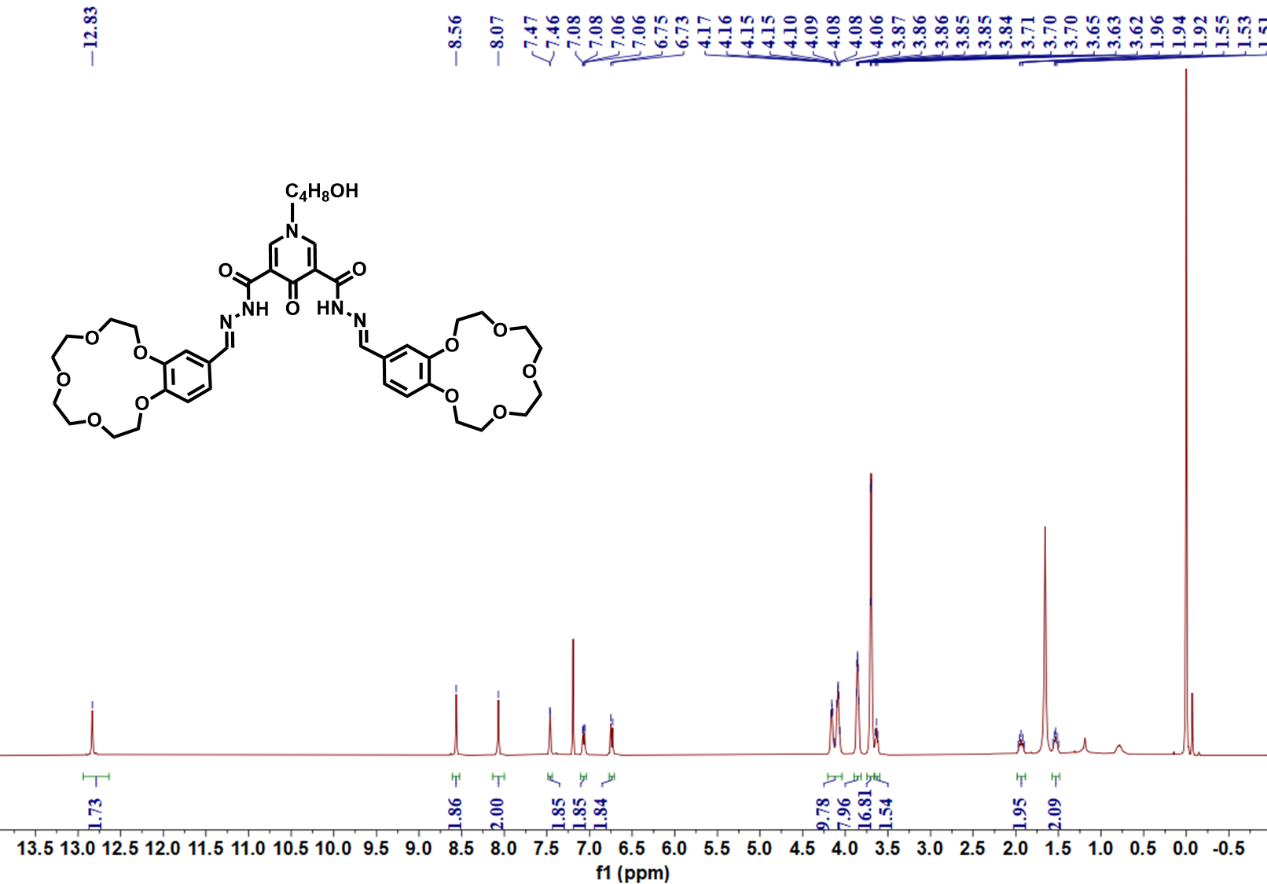 12.83 8.56 8.07 7.47 7.46 7.08 7.08 7.06 7.06 6.75 6.73 4.17 4.16 4.15 4.15 4.10 4.09 4.08 4.08 4.06 3.87 3.86 3.86 3.85 3.85 3.84 3.71 3.70 3.70 3.65 3.63 3.62 1.96 1.94 1.92 1.55 1.53 1.51
C4H8OH
N
O O
NH O HN
N N
O O
O O
O O
O O
O O
1.73 1.86 2.00 1.85 1.85 1.84 9.78 7.96 16.81 1.54 1.95 2.09
13.5 13.0 12.5 12.0 11.5 11.0 10.5 10.0 9.5 9.0 8.5 8.0 7.5 7.0 6.5 6.0 5.5 5.0 4.5 4.0 3.5 3.0 2.5 2.0 1.5 1.0 0.5 0.0 -0.5
f1 (ppm)